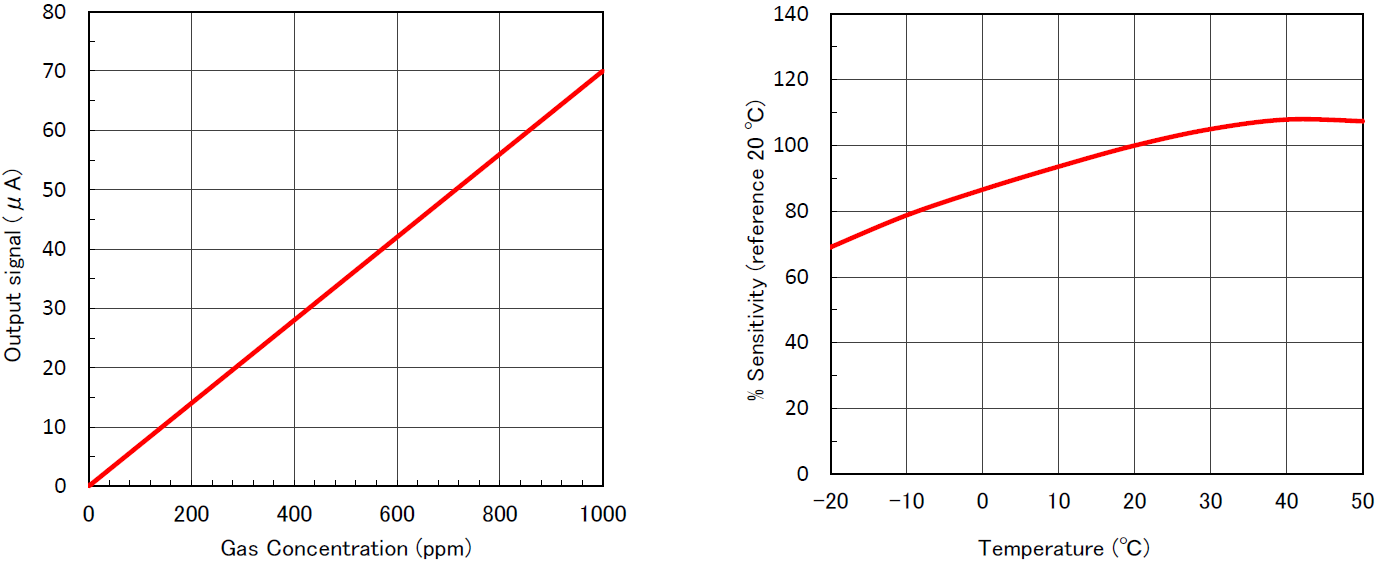 80
70
60
50
40
30
20
10
0
Output signal (μA)
0 200 400 600 800 1000
Gas Concentration (ppm)
140
120
100
80
60
40
20
0
% Sensitivity (reference 20 ℃)
-20 -10 0 10 20 30 40 50
Temperature (℃)